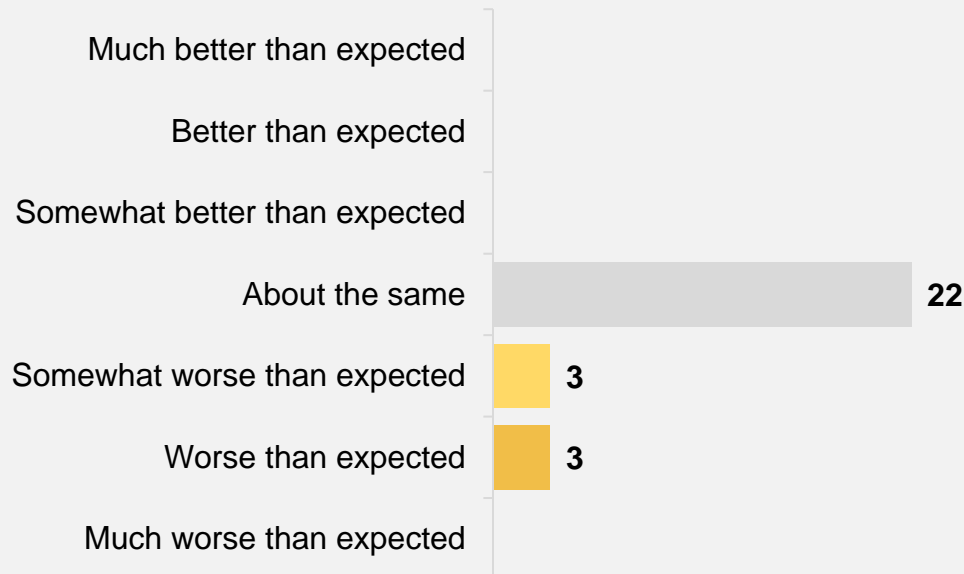 Much better than expected
Better than expected
Somewhat better than expected
About the same 22
Somewhat worse than expected 3
Worse than expected 3
Much worse than expected